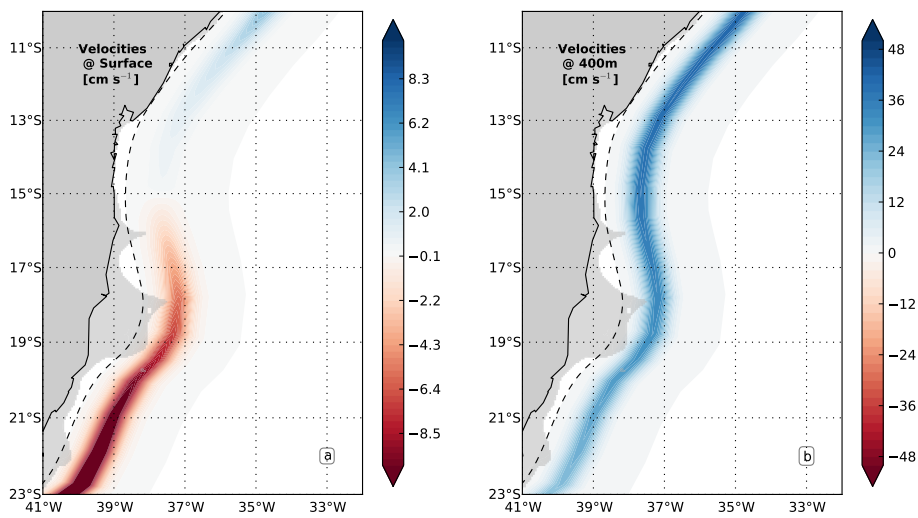 Velocities
@ Surface
[cm s⁻¹]
11°S
13°S
15°S
17°S
19°S
21°S
23°S
41°W
39°W
37°W
35°W
33°W
a
8.3
6.2
4.1
2.0
−0.1
−2.2
−4.3
−6.4
−8.5
Velocities
@ 400m
[cm s⁻¹]
11°S
13°S
15°S
17°S
19°S
21°S
23°S
41°W
39°W
37°W
35°W
33°W
b
48
36
24
12
0
−12
−24
−36
−48